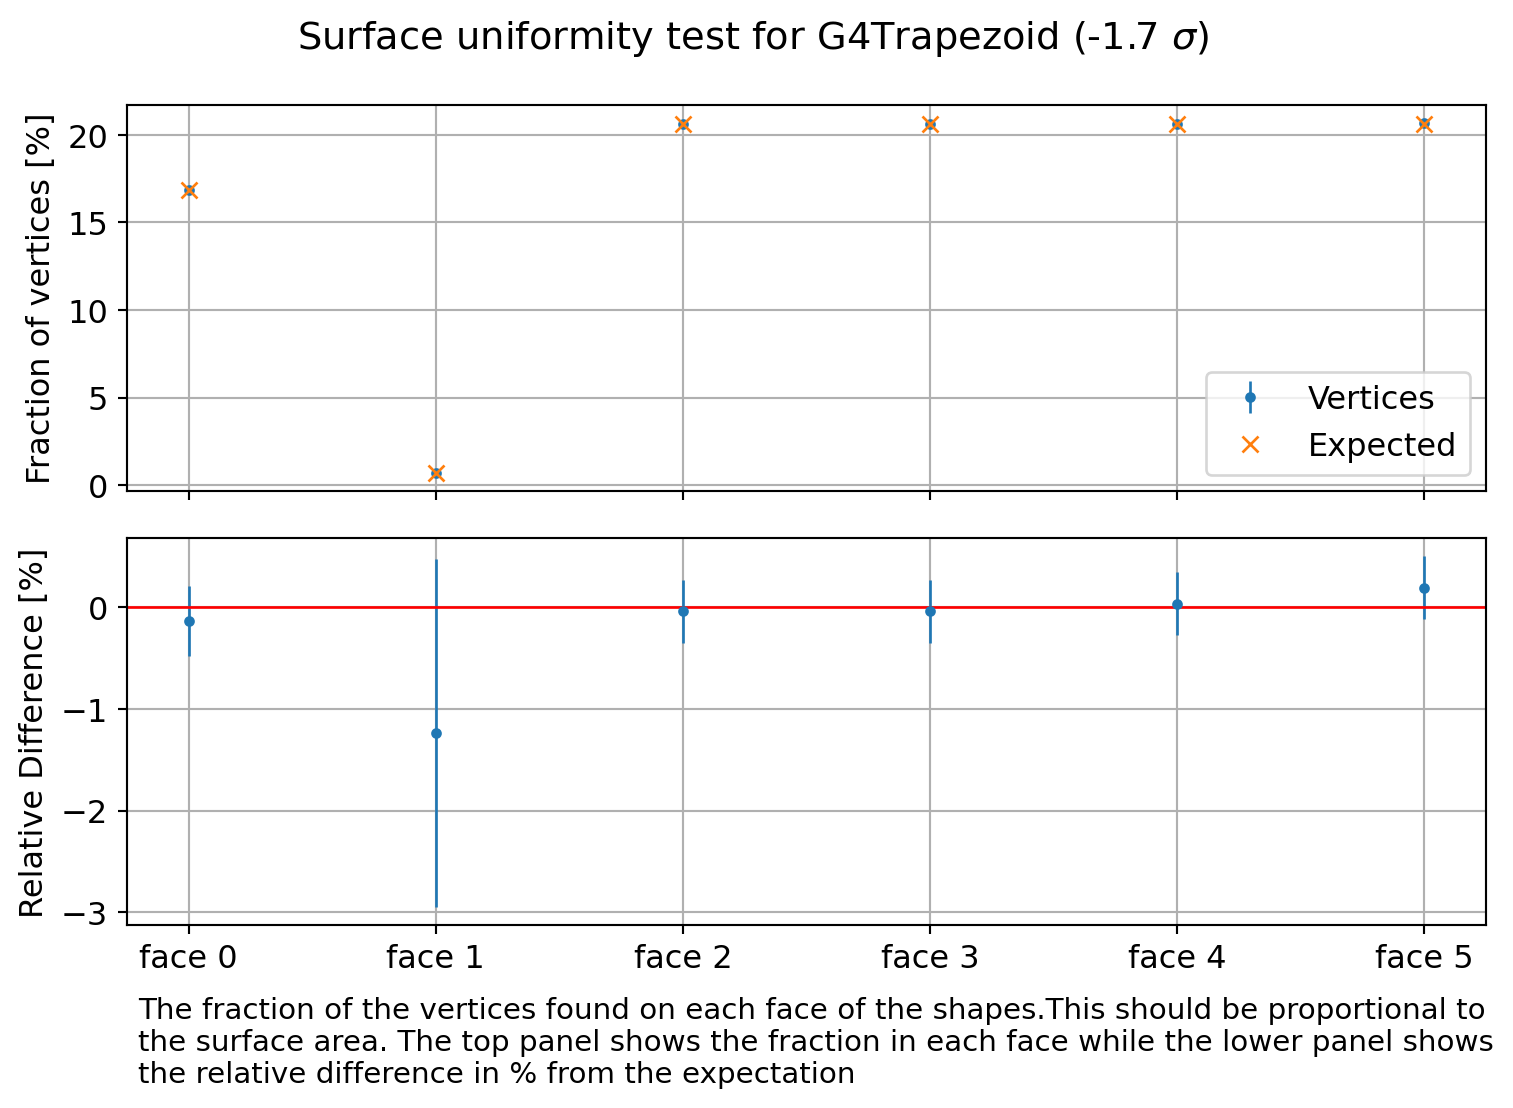 Surface uniformity test for G4Trapezoid (-1.7 σ)
Fraction of vertices [%]
20
15
10
5
0
Vertices
Expected
Relative Difference [%]
0
−1
−2
−3
face 0 face 1 face 2 face 3 face 4 face 5
The fraction of the vertices found on each face of the shapes.This should be proportional to
the surface area. The top panel shows the fraction in each face while the lower panel shows
the relative difference in % from the expectation